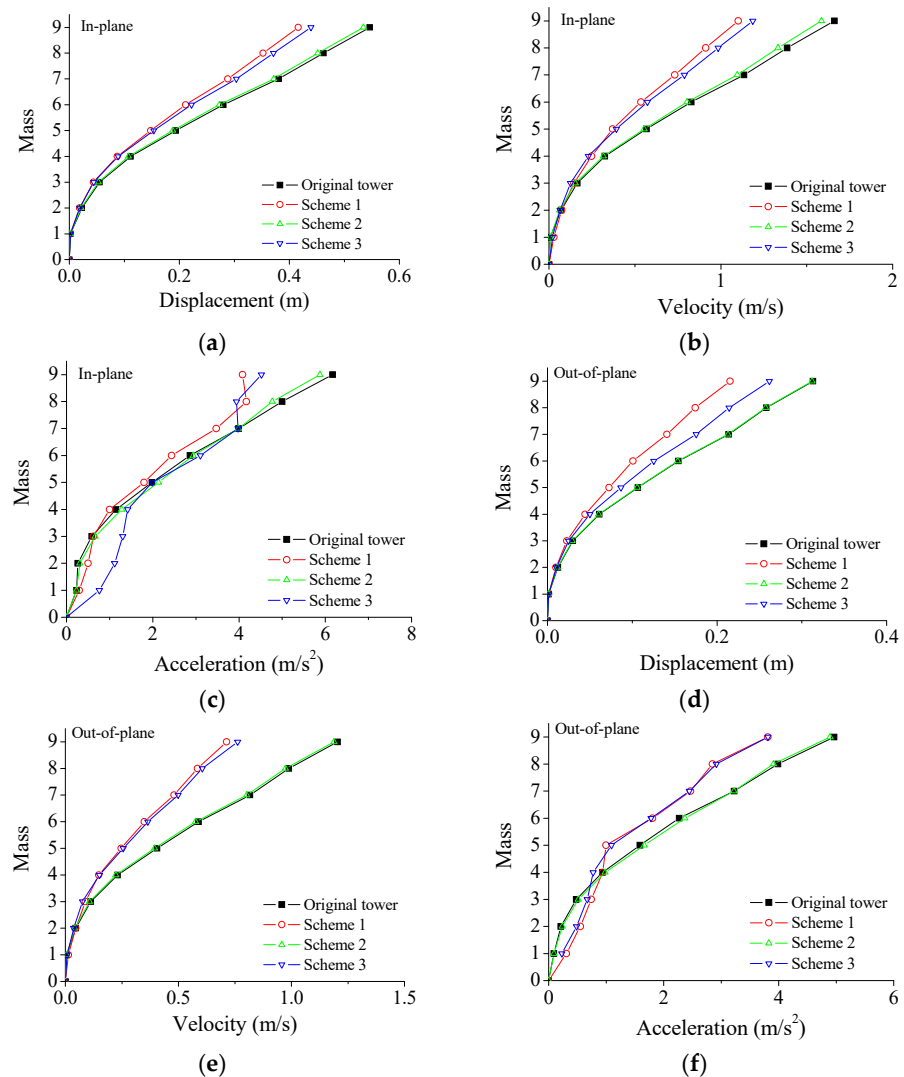 In-plane
9
8
7
6
5
4
3
2
1
0
Mass
Original tower
Scheme 1
Scheme 2
Scheme 3
0.0
0.2
0.4
0.6
Displacement (m)
(a)
In-plane
9
8
7
6
5
4
3
2
1
0
Mass
Original tower
Scheme 1
Scheme 2
Scheme 3
0
1
2
Velocity (m/s)
(b)
In-plane
9
8
7
6
5
4
3
2
1
0
Mass
Original tower
Scheme 1
Scheme 2
Scheme 3
0
2
4
6
8
Acceleration (m/s²)
(c)
Out-of-plane
9
8
7
6
5
4
3
2
1
0
Mass
Original tower
Scheme 1
Scheme 2
Scheme 3
0.0
0.2
0.4
Displacement (m)
(d)
Out-of-plane
9
8
7
6
5
4
3
2
1
0
Mass
Original tower
Scheme 1
Scheme 2
Scheme 3
0.0
0.5
1.0
1.5
Velocity (m/s)
(e)
Out-of-plane
9
8
7
6
5
4
3
2
1
0
Mass
Original tower
Scheme 1
Scheme 2
Scheme 3
0
2
4
6
Acceleration (m/s²)
(f)